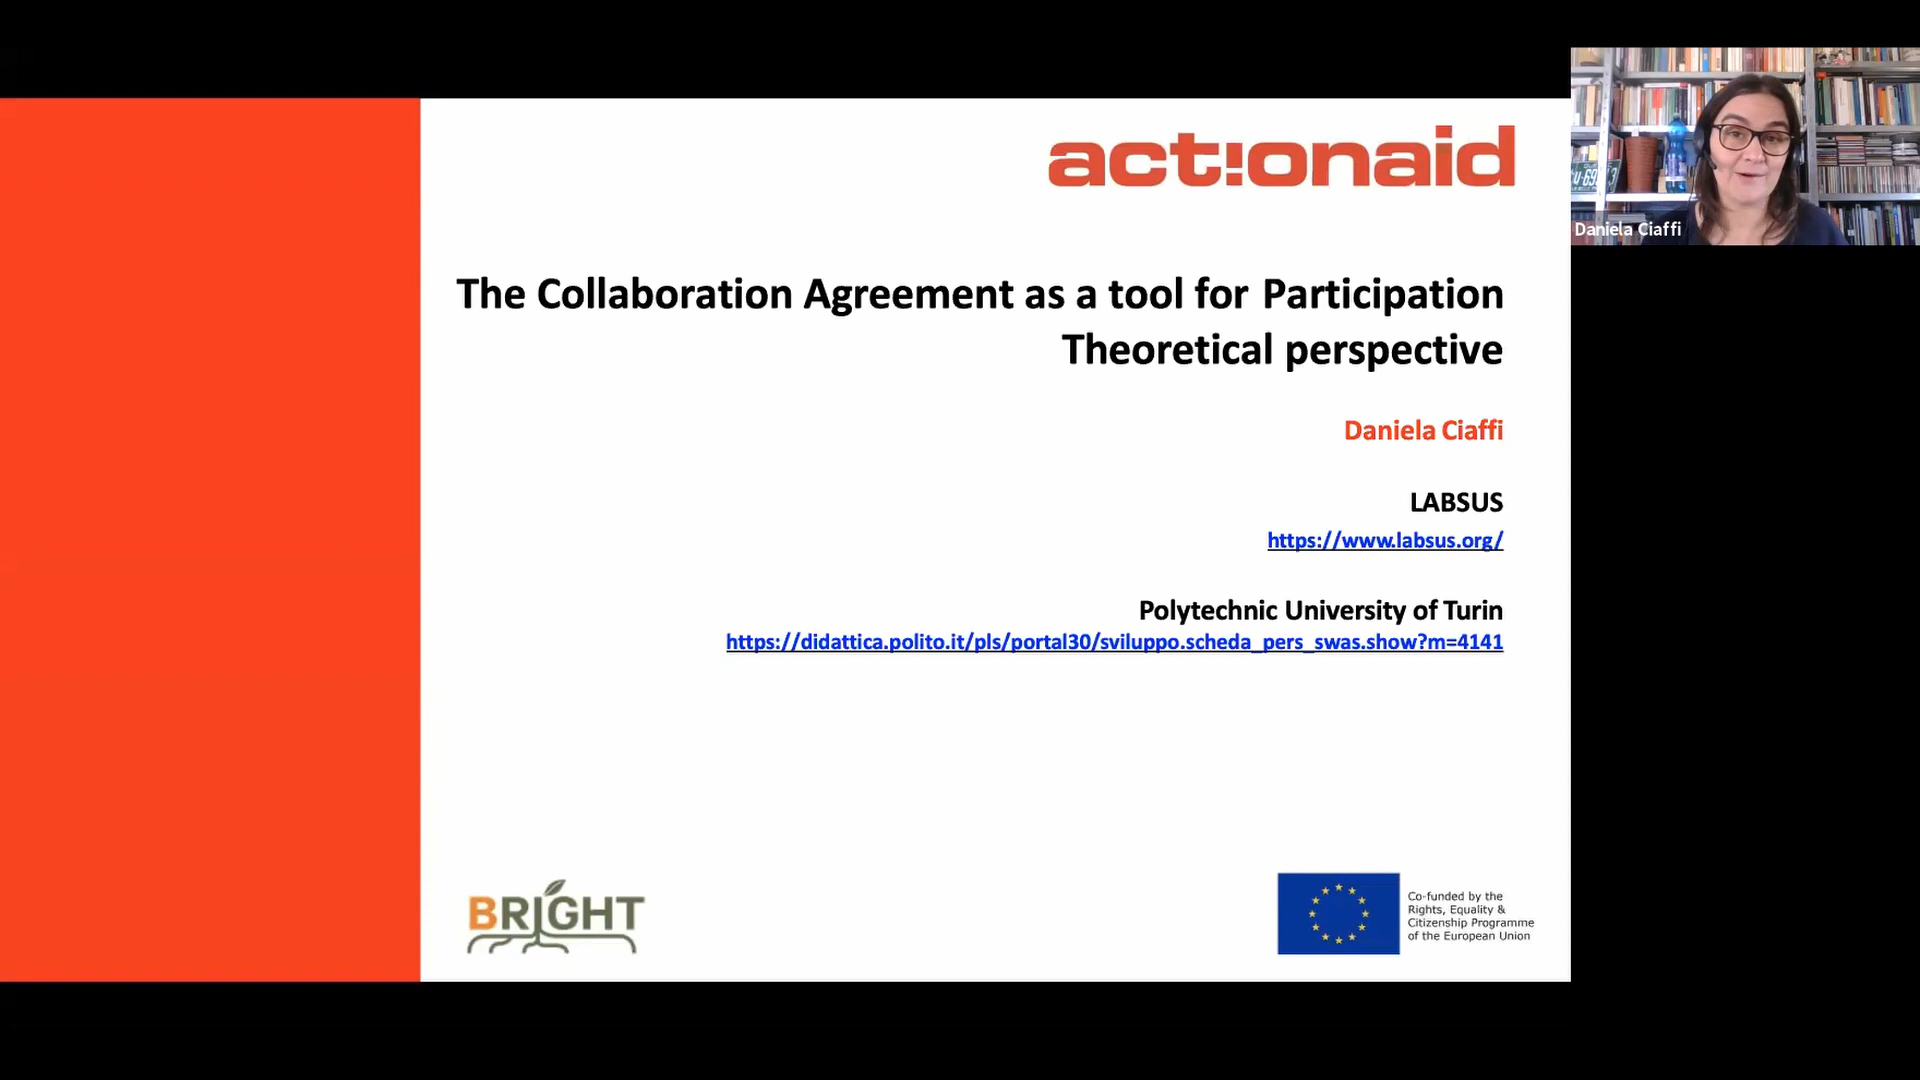 act!onaid
Daniela Ciaffi
The Collaboration Agreement as a tool for Participation
Theoretical perspective
Daniela Ciaffi
LABSUS
https://www.labsus.org/
Polytechnic University of Turin
https://didattica.polito.it/pls/portal30/sviluppo.scheda_pers_swas.show?m=4141
BRIGHT
Co-funded by the
Rights, Equality &
Citizenship Programme
of the European Union